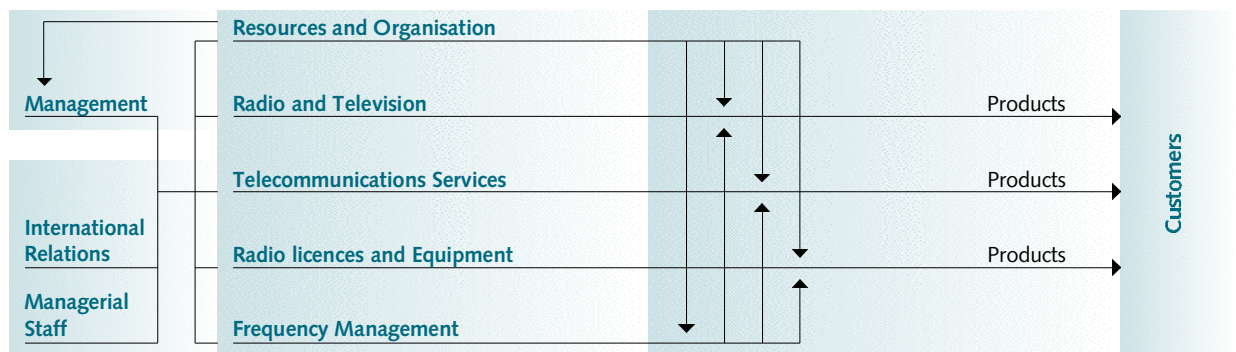 Resources and Organisation
Management
Radio and Television
Products
Telecommunications Services
Products
Customers
International
Relations
Radio licences and Equipment
Products
Managerial
Staff
Frequency Management